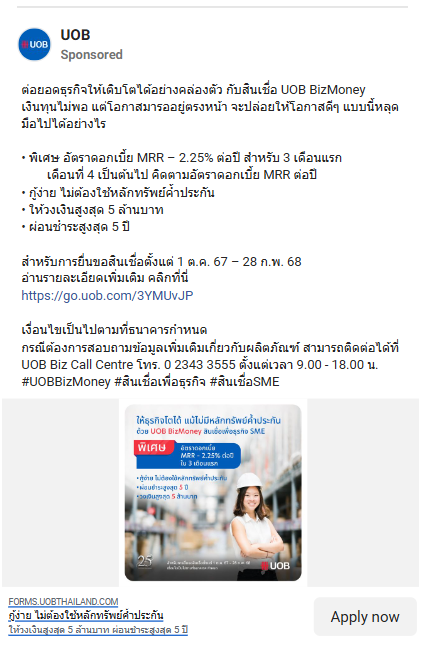 UOB
UOB
Sponsored
ต่อยอดธุรกิจให้เติบโตได้อย่างคล่องตัว กับสินเชื่อ UOB BizMoney
เงินทุนไม่พอ แต่โอกาสมารออยู่ตรงหน้า จะปล่อยให้โอกาสดีๆ แบบนี้หลุด
มือไปได้อย่างไร
• พิเศษ อัตราดอกเบี้ย MRR – 2.25% ต่อปี สำหรับ 3 เดือนแรก
เดือนที่ 4 เป็นต้นไป คิดตามอัตราดอกเบี้ย MRR ต่อปี
• กู้ง่าย ไม่ต้องใช้หลักทรัพย์ค้ำประกัน
• ให้วงเงินสูงสุด 5 ล้านบาท
• ผ่อนชำระสูงสุด 5 ปี
สำหรับการยื่นขอสินเชื่อตั้งแต่ 1 ต.ค. 67 – 28 ก.พ. 68
อ่านรายละเอียดเพิ่มเติม คลิกที่นี่
https://go.uob.com/3YMUvJP
เงื่อนไขเป็นไปตามที่ธนาคารกำหนด
กรณีต้องการสอบถามข้อมูลเพิ่มเติมเกี่ยวกับผลิตภัณฑ์ สามารถติดต่อได้ที่
UOB Biz Call Centre โทร. 0 2343 3555 ตั้งแต่เวลา 9.00 - 18.00 น.
#UOBBizMoney #สินเชื่อเพื่อธุรกิจ #สินเชื่อSME
ให้ธุรกิจโตได้ แม้ไม่มีหลักทรัพย์ค้ำประกัน
ด้วย UOB BizMoney สินเชื่อเพื่อธุรกิจ SME
พิเศษ
อัตราดอกเบี้ย
MRR - 2.25% ต่อปี
ใน 3 เดือนแรก
• กู้ง่าย ไม่ต้องใช้หลักทรัพย์ค้ำประกัน
• ผ่อนชำระสูงสุด 5 ปี
• วงเงินสูงสุด 5 ล้านบาท
25
UOB
FORMS.UOBTHAILAND.COM
กู้ง่าย ไม่ต้องใช้หลักทรัพย์ค้ำประกัน
ให้วงเงินสูงสุด 5 ล้านบาท ผ่อนชำระสูงสุด 5 ปี
Apply now